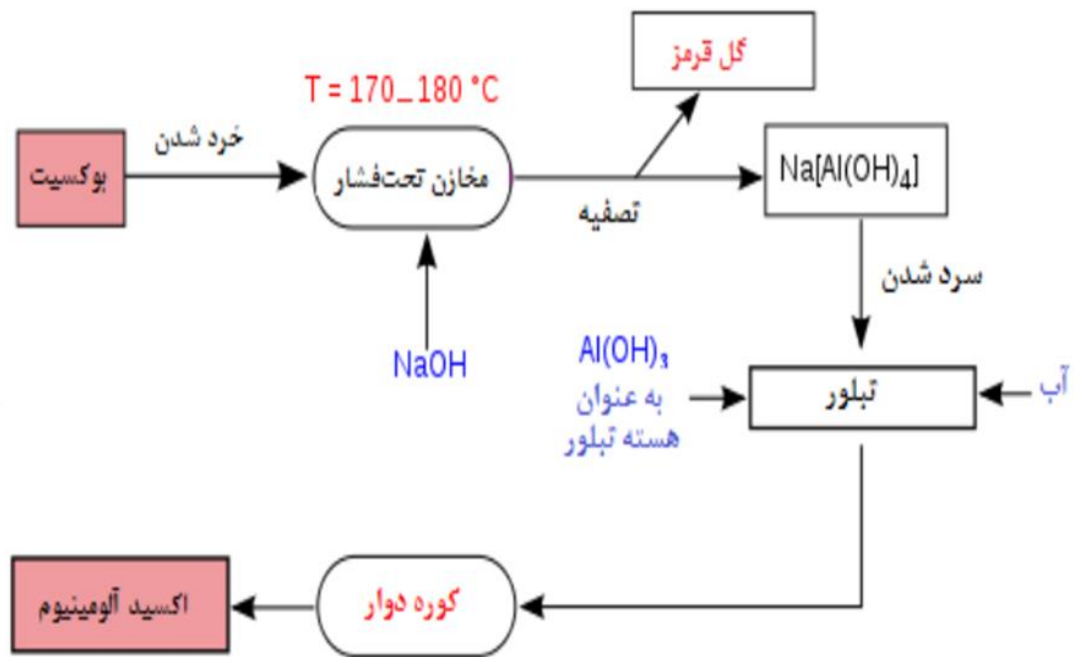 گل قرمز
T = 170_180 °C
خرد شدن
بوکسیت
مخازن تحت‌فشار
Na[Al(OH)₄]
تصفیه
سرد شدن
NaOH
Al(OH)₃
به عنوان
هسته تبلور
تبلور
آب
کوره دوار
اکسید آلومینیوم